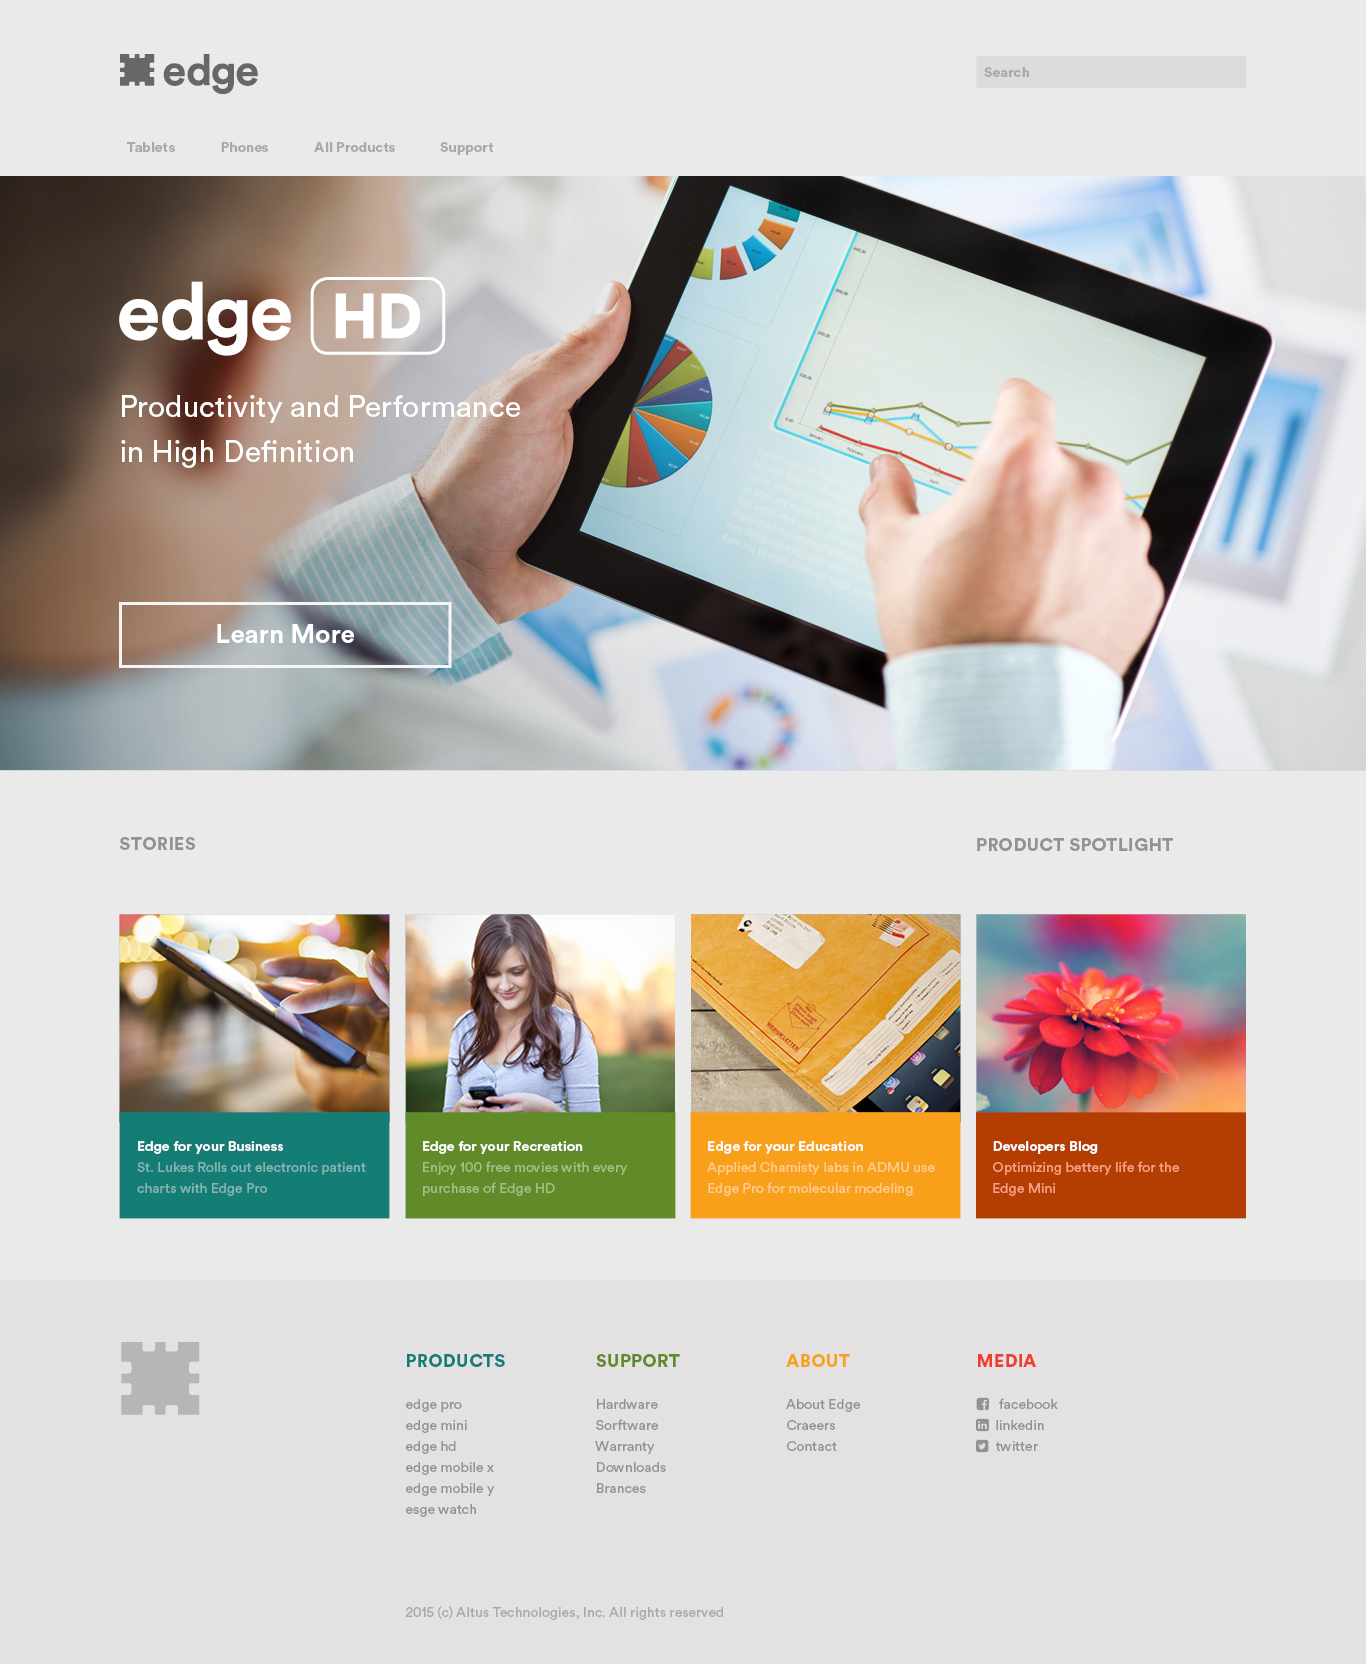 edge
Search
Tablets
Phones
All Products
Support
edge HD
Productivity and Performance
in High Definition
Learn More
STORIES
PRODUCT SPOTLIGHT
Edge for your Business
St. Lukes Rolls out electronic patient
charts with Edge Pro
Edge for your Recreation
Enjoy 100 free movies with every
purchase of Edge HD
Edge for your Education
Applied Chamisty labs in ADMU use
Edge Pro for molecular modeling
Developers Blog
Optimizing bettery life for the
Edge Mini
PRODUCTS
edge pro
edge mini
edge hd
edge mobile x
edge mobile y
esge watch
SUPPORT
Hardware
Sorftware
Warranty
Downloads
Brances
ABOUT
About Edge
Craeers
Contact
MEDIA
facebook
linkedin
twitter
2015 (c) Altus Technologies, Inc. All rights reserved